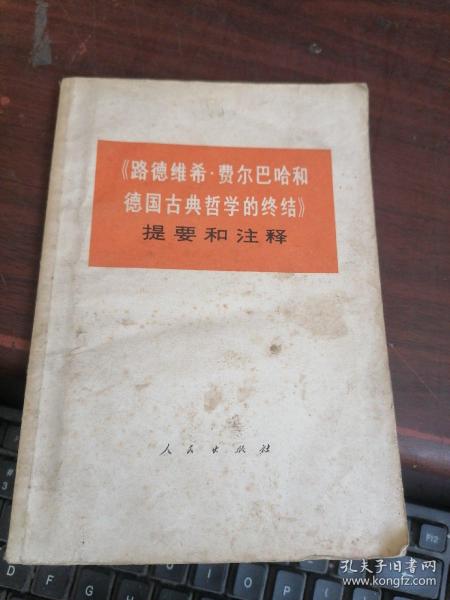 《路德维希·费尔巴哈和
德国古典哲学的终结》
提要和注释
人民出版社
孔夫子旧书网
www.kongfz.com